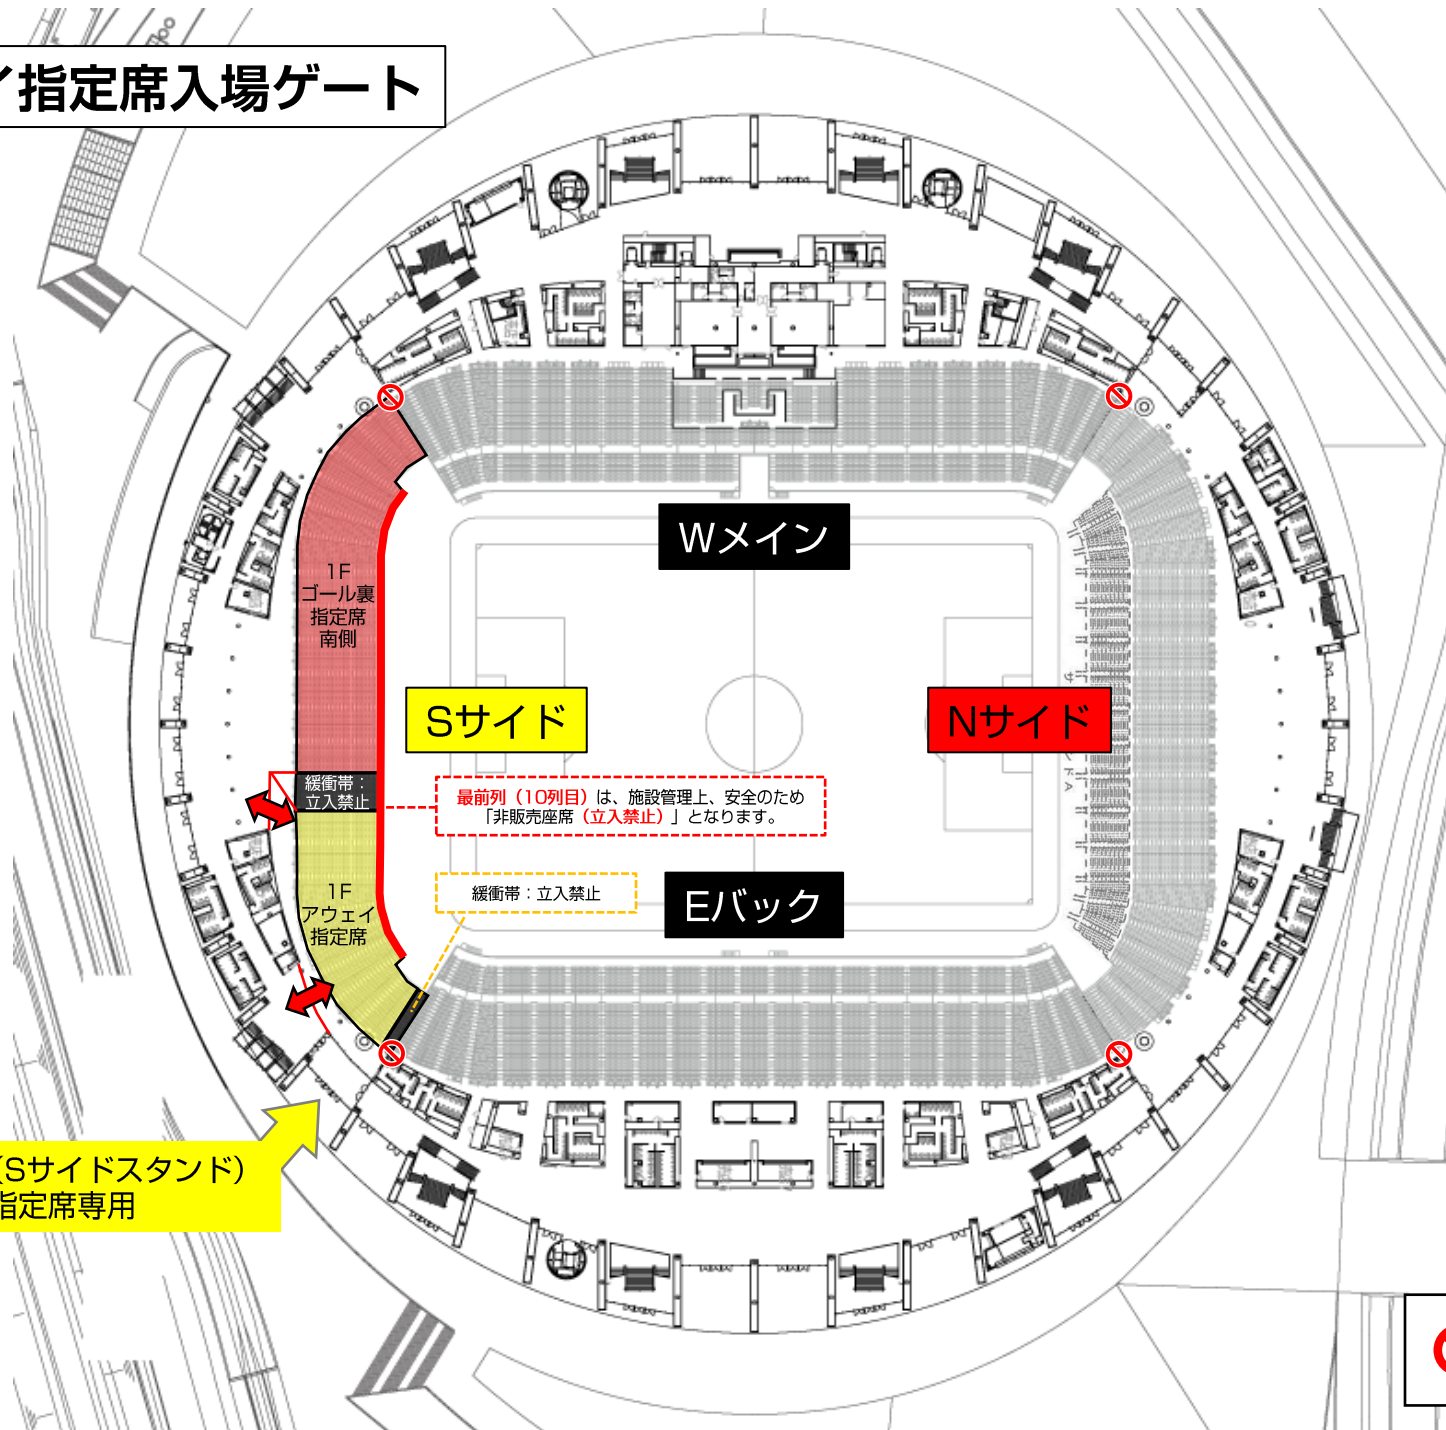 イ指定席入場ゲート
Wメイン
1F
ゴール裏
指定席
南側
Sサイド
Nサイド
緩衝帯：
立入禁止
最前列（10列目）は、施設管理上、安全のため
「非販売座席（立入禁止）」となります。
1F
アウェイ
指定席
緩衝帯：立入禁止
Eバック
（Sサイドスタンド）
指定席専用